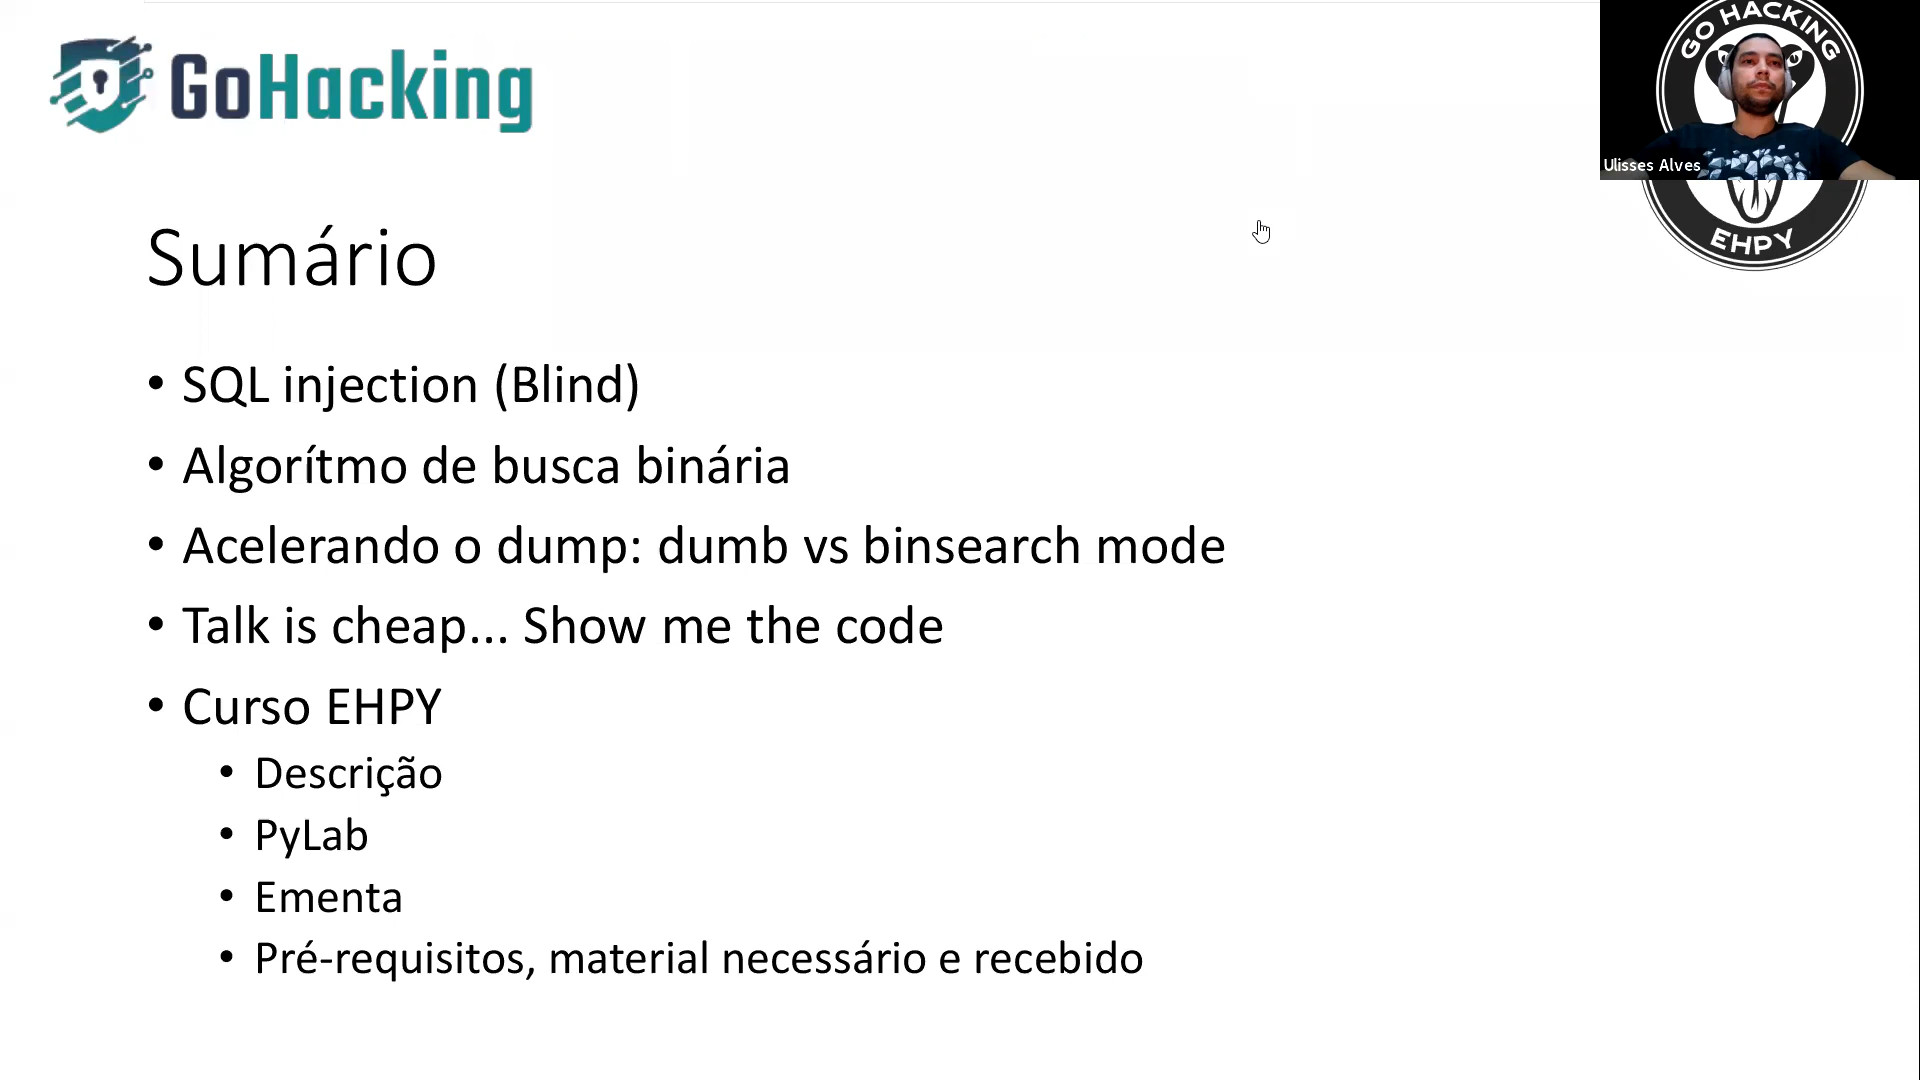 GoHacking
GO HACKING
Ulisses Alves
EHPY
Sumário
• SQL injection (Blind)
• Algorítmo de busca binária
• Acelerando o dump: dumb vs binsearch mode
• Talk is cheap... Show me the code
• Curso EHPY
• Descrição
• PyLab
• Ementa
• Pré-requisitos, material necessário e recebido